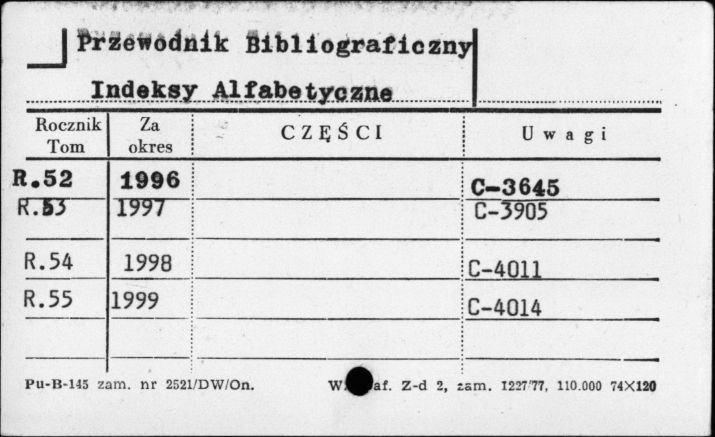 Przewodnik Bibliograficzny
Indeksy Alfabetyczne
Rocznik Tom Za okres CZĘŚCI Uwagi
R.52 1996 C-3645
R.53 1997 C-3905
R.54 1998 C-4011
R.55 1999 C-4014
Pu-B-145 zam. nr 2521/DW/On. Z-d 2, zam. 1227/77, 110.000 74X120